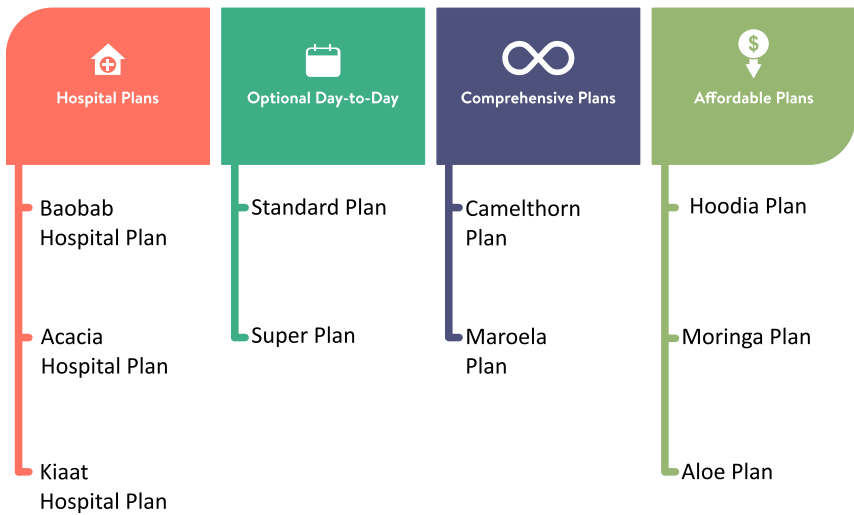 Hospital Plans
Baobab
Hospital Plan
Acacia
Hospital Plan
Kiaat
Hospital Plan
Optional Day-to-Day
Standard Plan
Super Plan
Comprehensive Plans
Camelthorn
Plan
Maroela
Plan
$
Affordable Plans
Hoodia Plan
Moringa Plan
Aloe Plan